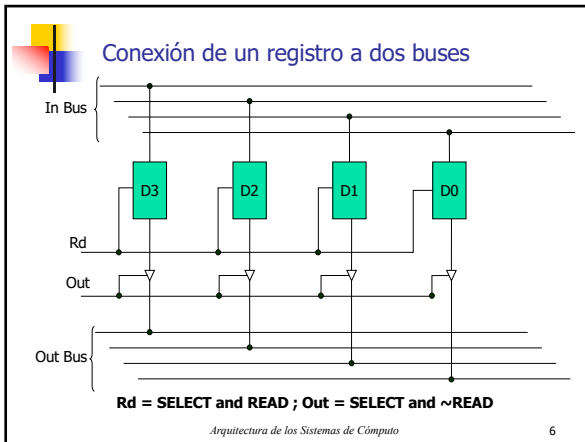 Conexión de un registro a dos buses
In Bus
D3 D2 D1 D0
Rd
Out
Out Bus
Rd = SELECT and READ ; Out = SELECT and ~READ
Arquitectura de los Sistemas de Cómputo 6